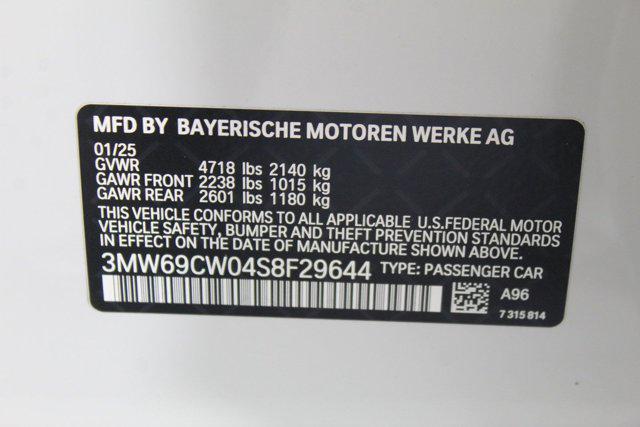 MFD BY BAYERISCHE MOTOREN WERKE AG
01/25
GVWR 4718 lbs 2140 kg
GAWR FRONT 2238 lbs 1015 kg
GAWR REAR 2601 lbs 1180 kg
THIS VEHICLE CONFORMS TO ALL APPLICABLE U.S.FEDERAL MOTOR
VEHICLE SAFETY, BUMPER AND THEFT PREVENTION STANDARDS
IN EFFECT ON THE DATE OF MANUFACTURE SHOWN ABOVE.
3MW69CW04S8F29644 TYPE: PASSENGER CAR
A96
7 315 814